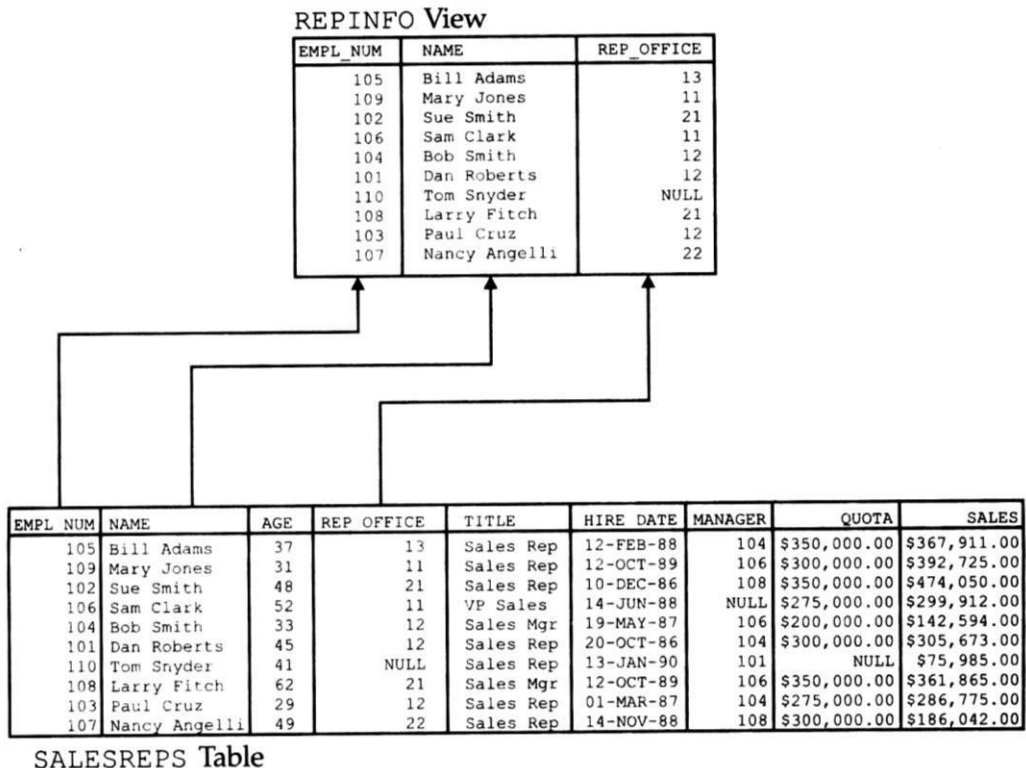 REPINFO View
EMPL_NUM NAME REP_OFFICE
105 Bill Adams 13
109 Mary Jones 11
102 Sue Smith 21
106 Sam Clark 11
104 Bob Smith 12
101 Dan Roberts 12
110 Tom Snyder NULL
108 Larry Fitch 21
103 Paul Cruz 12
107 Nancy Angelli 22
EMPL NUM NAME AGE REP OFFICE TITLE HIRE DATE MANAGER QUOTA SALES
105 Bill Adams 37 13 Sales Rep 12-FEB-88 104 $350,000.00 $367,911.00
109 Mary Jones 31 11 Sales Rep 12-OCT-89 106 $300,000.00 $392,725.00
102 Sue Smith 48 21 Sales Rep 10-DEC-86 108 $350,000.00 $474,050.00
106 Sam Clark 52 11 VP Sales 14-JUN-88 NULL $275,000.00 $299,912.00
104 Bob Smith 33 12 Sales Mgr 19-MAY-87 106 $200,000.00 $142,594.00
101 Dan Roberts 45 12 Sales Rep 20-OCT-86 104 $300,000.00 $305,673.00
110 Tom Snyder 41 NULL Sales Rep 13-JAN-90 101 NULL $75,985.00
108 Larry Fitch 62 21 Sales Mgr 12-OCT-89 106 $350,000.00 $361,865.00
103 Paul Cruz 29 12 Sales Rep 01-MAR-87 104 $275,000.00 $286,775.00
107 Nancy Angelli 49 22 Sales Rep 14-NOV-88 108 $300,000.00 $186,042.00
SALESREPS Table